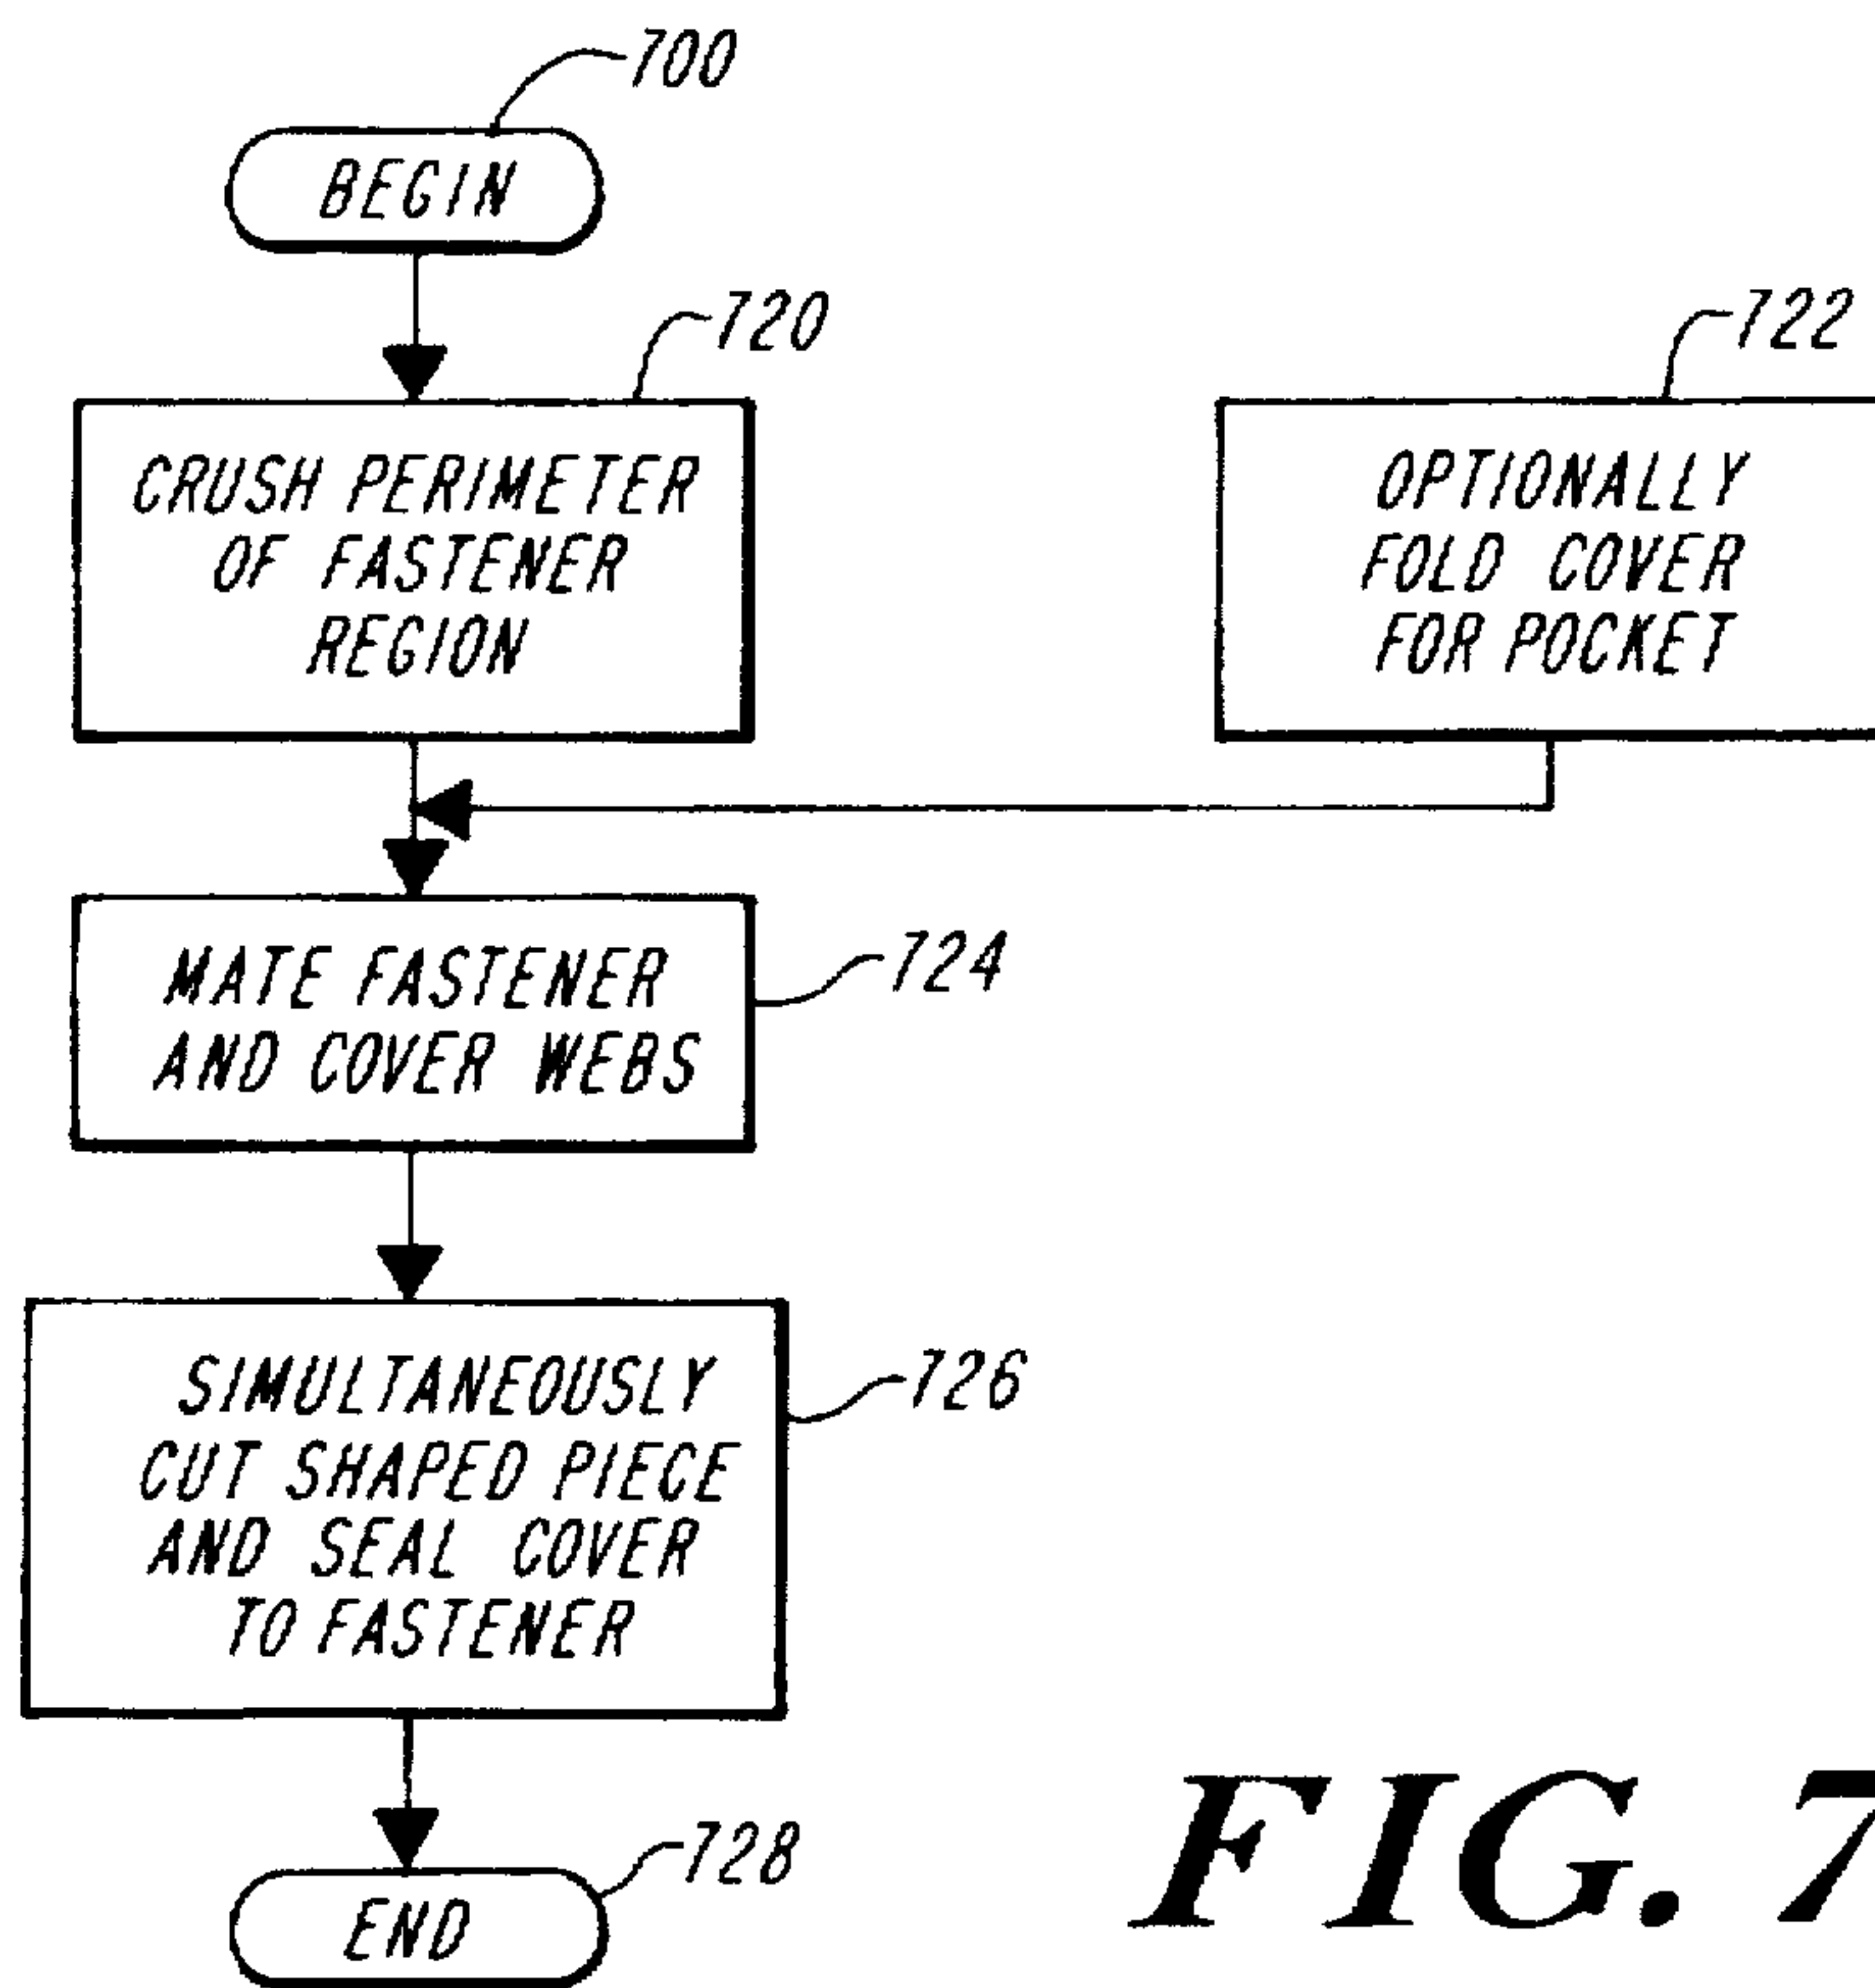 700
BEGIN
720
CRUSH PERIMETER
OF FASTENER
REGION
722
OPTIONALLY
FOLD COVER
FOR POCKET
MATE FASTENER
AND COVER WEBS
724
SIMULTANEOUSLY
CUT SHAPED PIECE
AND SEAL COVER
TO FASTENER
726
END
728
FIG. 7